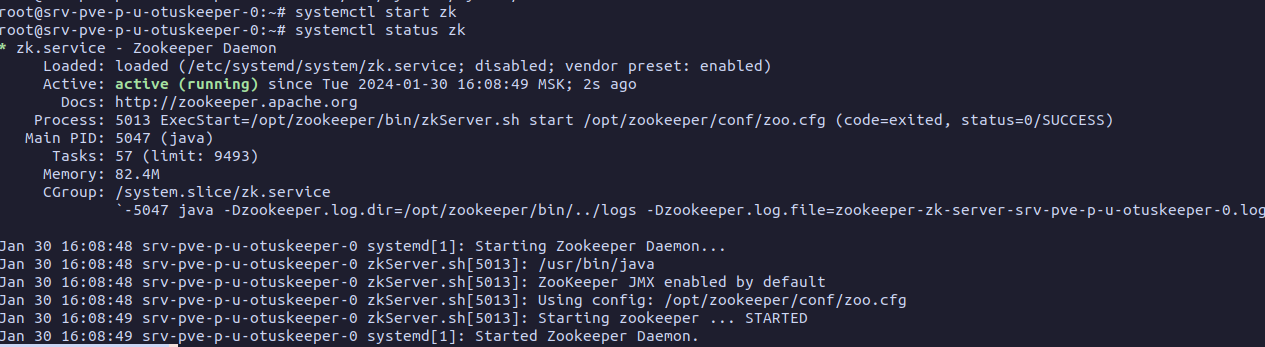 root@srv-pve-p-u-otuskeeper-0:~# systemctl start zk
root@srv-pve-p-u-otuskeeper-0:~# systemctl status zk
* zk.service - Zookeeper Daemon
     Loaded: loaded (/etc/systemd/system/zk.service; disabled; vendor preset: enabled)
     Active: active (running) since Tue 2024-01-30 16:08:49 MSK; 2s ago
       Docs: http://zookeeper.apache.org
    Process: 5013 ExecStart=/opt/zookeeper/bin/zkServer.sh start /opt/zookeeper/conf/zoo.cfg (code=exited, status=0/SUCCESS)
   Main PID: 5047 (java)
      Tasks: 57 (limit: 9493)
     Memory: 82.4M
     CGroup: /system.slice/zk.service
             `-5047 java -Dzookeeper.log.dir=/opt/zookeeper/bin/../logs -Dzookeeper.log.file=zookeeper-zk-server-srv-pve-p-u-otuskeeper-0.log

Jan 30 16:08:48 srv-pve-p-u-otuskeeper-0 systemd[1]: Starting Zookeeper Daemon...
Jan 30 16:08:48 srv-pve-p-u-otuskeeper-0 zkServer.sh[5013]: /usr/bin/java
Jan 30 16:08:48 srv-pve-p-u-otuskeeper-0 zkServer.sh[5013]: ZooKeeper JMX enabled by default
Jan 30 16:08:48 srv-pve-p-u-otuskeeper-0 zkServer.sh[5013]: Using config: /opt/zookeeper/conf/zoo.cfg
Jan 30 16:08:49 srv-pve-p-u-otuskeeper-0 zkServer.sh[5013]: Starting zookeeper ... STARTED
Jan 30 16:08:49 srv-pve-p-u-otuskeeper-0 systemd[1]: Started Zookeeper Daemon.